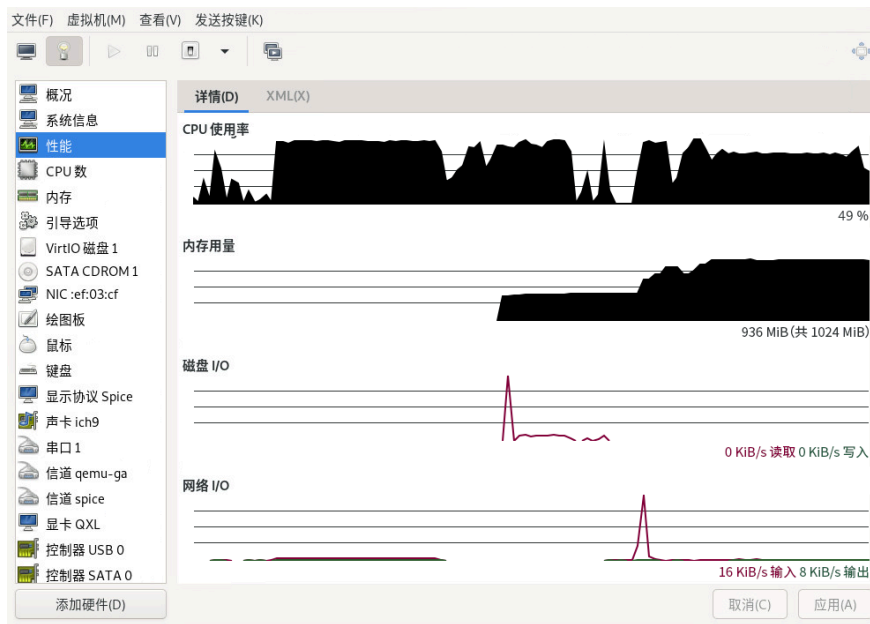 文件(F) 虚拟机(M) 查看(V) 发送按键(K)
概况
系统信息
性能
CPU 数
内存
引导选项
VirtIO 磁盘 1
SATA CDROM 1
NIC :ef:03:cf
绘图板
鼠标
键盘
显示协议 Spice
声卡 ich9
串口 1
信道 qemu-ga
信道 spice
显卡 QXL
控制器 USB 0
控制器 SATA 0
添加硬件(D)
详情(D) XML(X)
CPU 使用率
49 %
内存用量
936 MiB (共 1024 MiB)
磁盘 I/O
0 KiB/s 读取 0 KiB/s 写入
网络 I/O
16 KiB/s 输入 8 KiB/s 输出
取消(C) 应用(A)